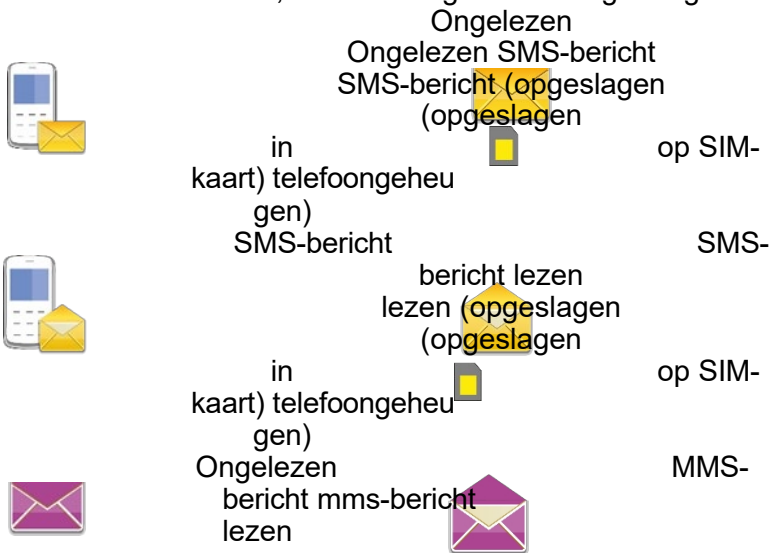 Ongelezen
Ongelezen SMS-bericht
SMS-bericht (opgeslagen
(opgeslagen
in op SIM-
kaart) telefoongeheu
gen)
SMS-bericht SMS-
bericht lezen
lezen (opgeslagen
(opgeslagen
in op SIM-
kaart) telefoongeheu
gen)
Ongelezen MMS-
bericht mms-bericht
lezen